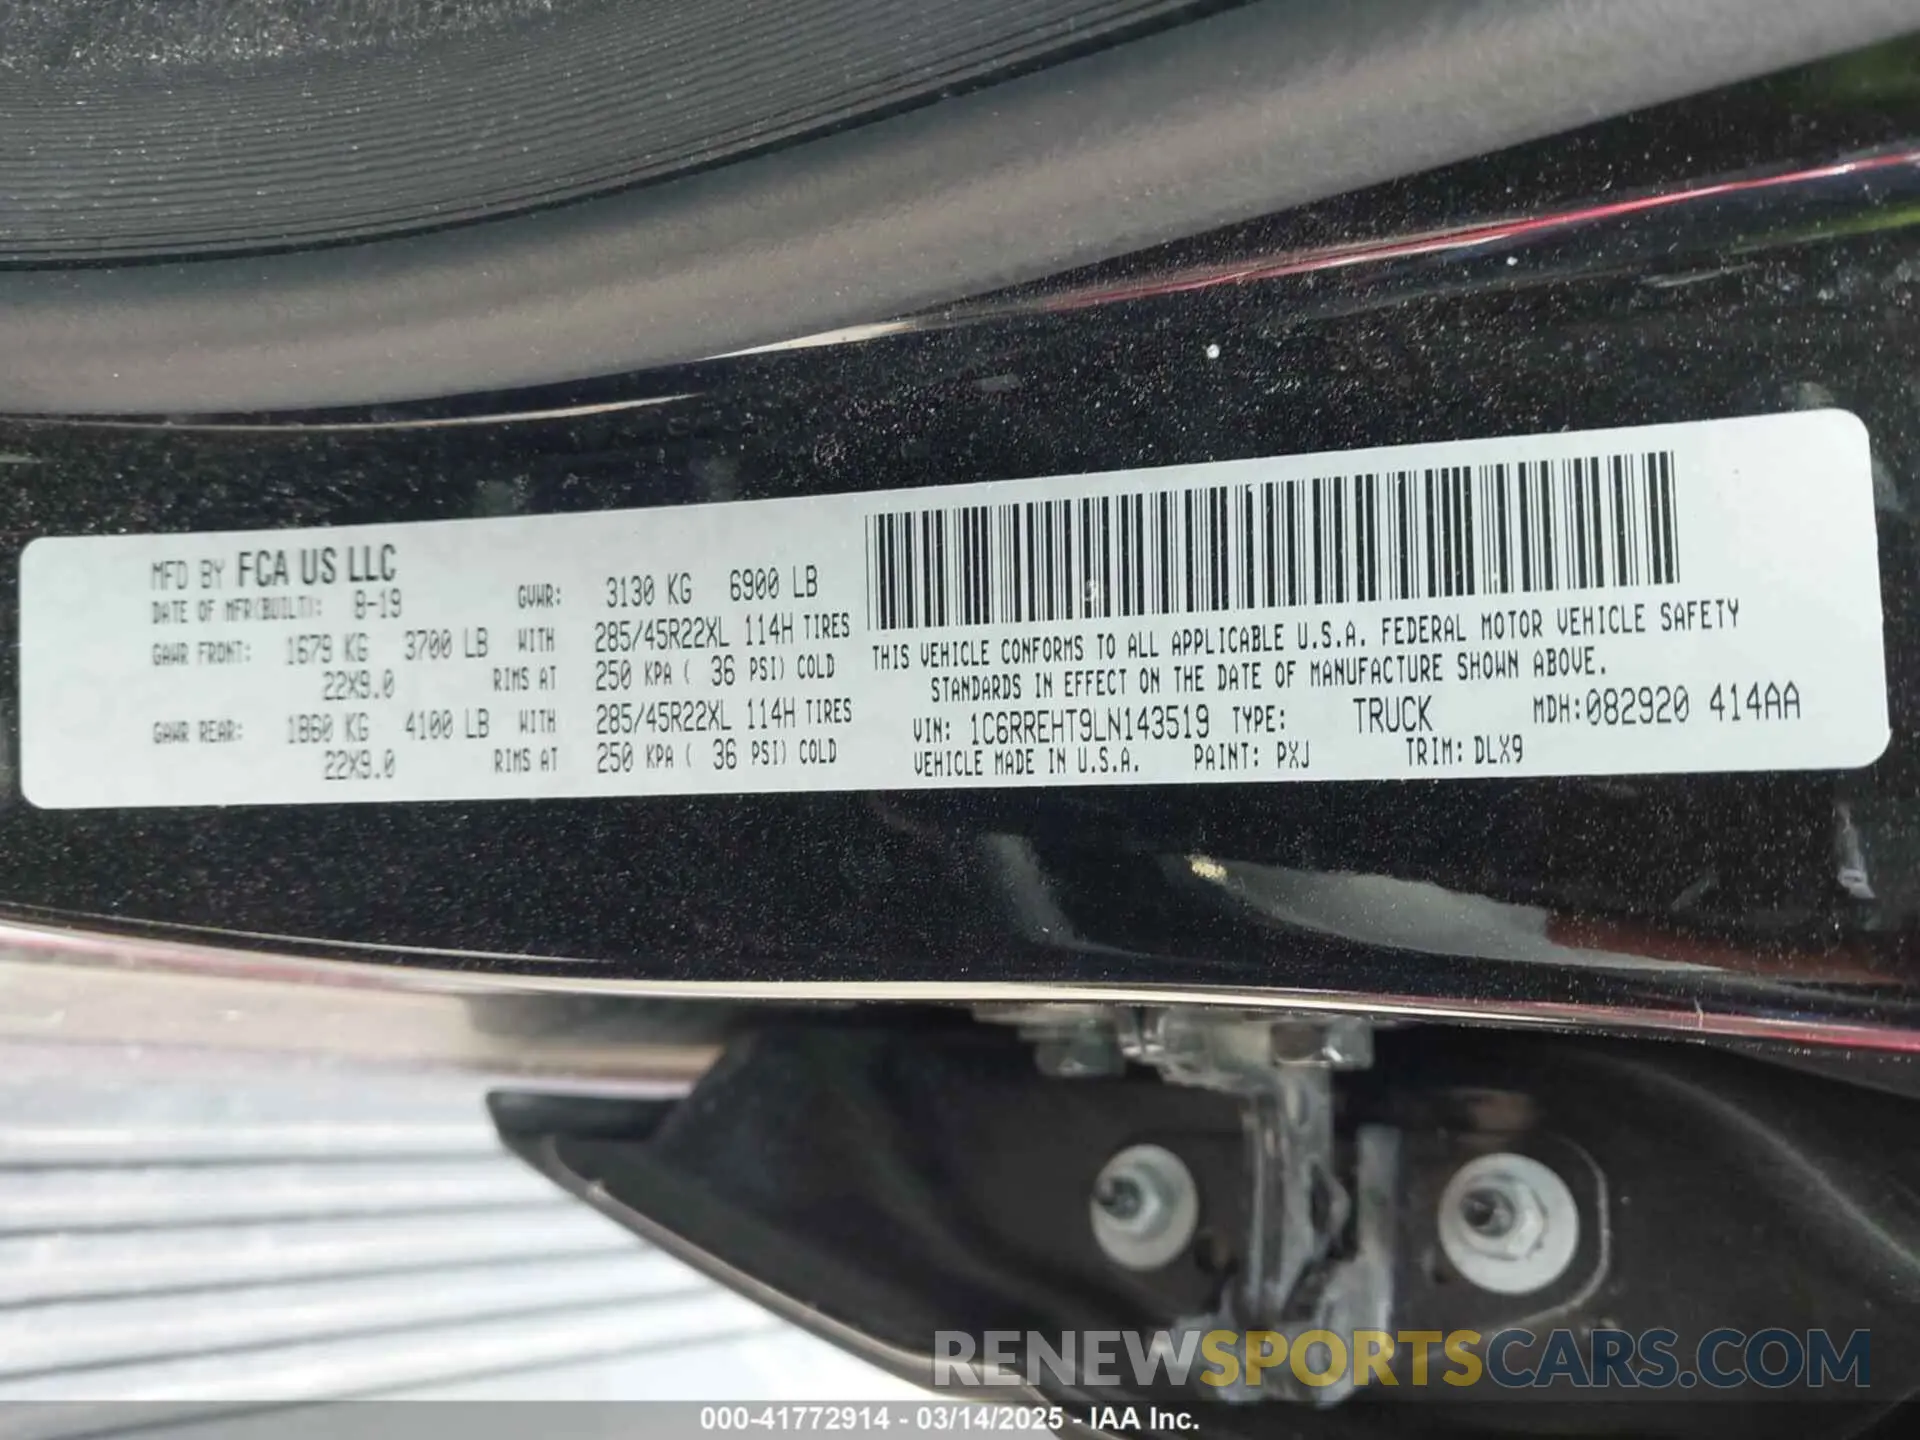 MFD BY FCA US LLC
DATE OF MFR(BUILT): 8-19 GVWR: 3130 KG 6900 LB
GAWR FRONT: 1679 KG 3700 LB WITH 285/45R22XL 114H TIRES
22X9.0 RIMS AT 250 KPA ( 36 PSI) COLD
GAWR REAR: 1860 KG 4100 LB WITH 285/45R22XL 114H TIRES
22X9.0 RIMS AT 250 KPA ( 36 PSI) COLD
THIS VEHICLE CONFORMS TO ALL APPLICABLE U.S.A. FEDERAL MOTOR VEHICLE SAFETY
STANDARDS IN EFFECT ON THE DATE OF MANUFACTURE SHOWN ABOVE.
VIN: 1C6RREHT9LN143519 TYPE: TRUCK MDH:082920 414AA
VEHICLE MADE IN U.S.A. PAINT: PXJ TRIM: DLX9
RENEWSPORTSCARS.COM
000-41772914 - 03/14/2025 - IAA Inc.